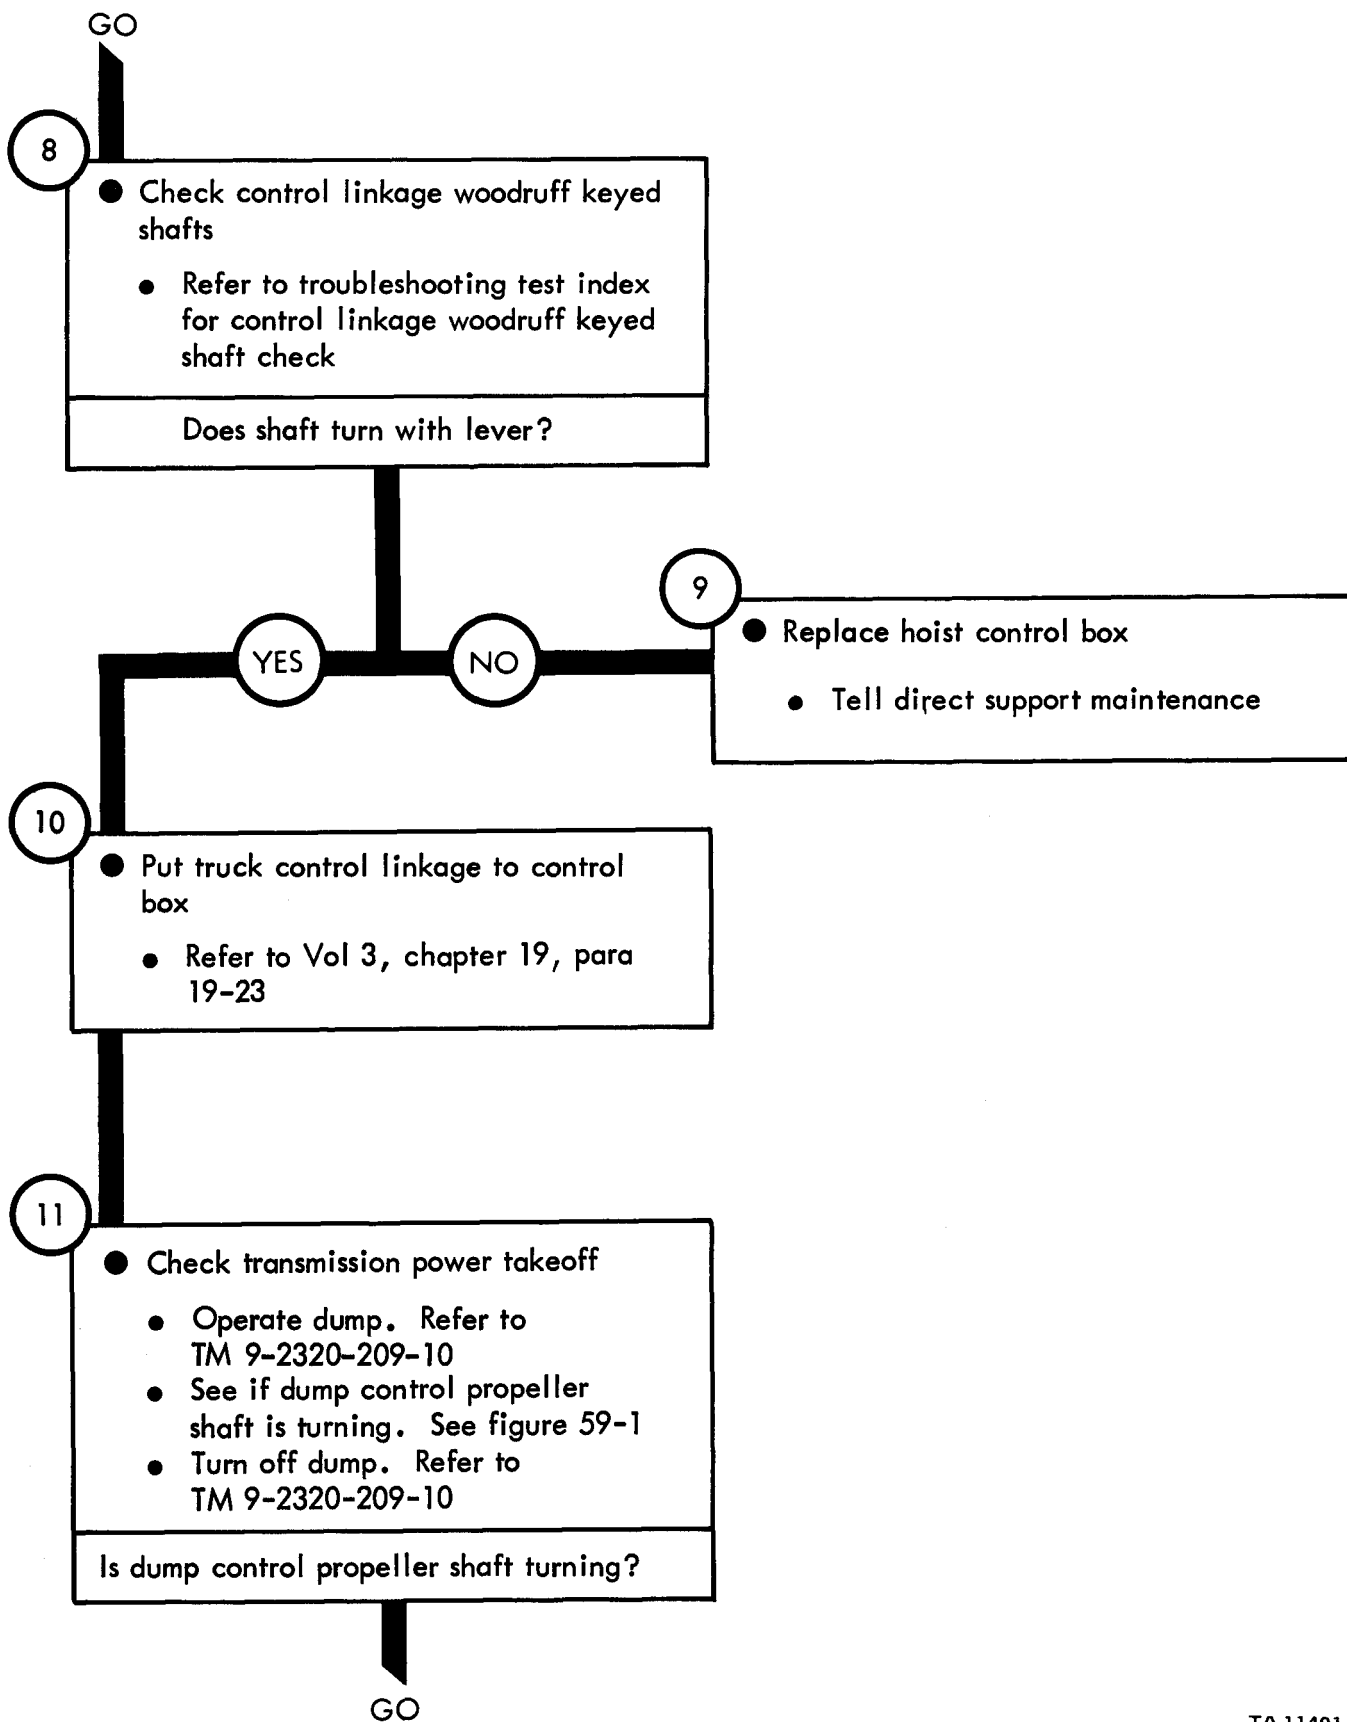 GO
8
● Check control linkage woodruff keyed
shafts
● Refer to troubleshooting test index
for control linkage woodruff keyed
shaft check
Does shaft turn with lever?
YES
NO
9
● Replace hoist control box
● Tell direct support maintenance
10
● Put truck control linkage to control
box
● Refer to Vol 3, chapter 19, para
19-23
11
● Check transmission power takeoff
● Operate dump. Refer to
TM 9-2320-209-10
● See if dump control propeller
shaft is turning. See figure 59-1
● Turn off dump. Refer to
TM 9-2320-209-10
Is dump control propeller shaft turning?
GO